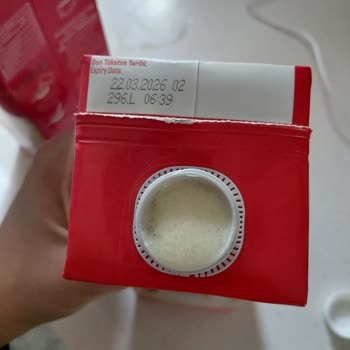 Son Tüketim Tarihi:
Expiry Date:
22.03.2026 02
296L 06:39